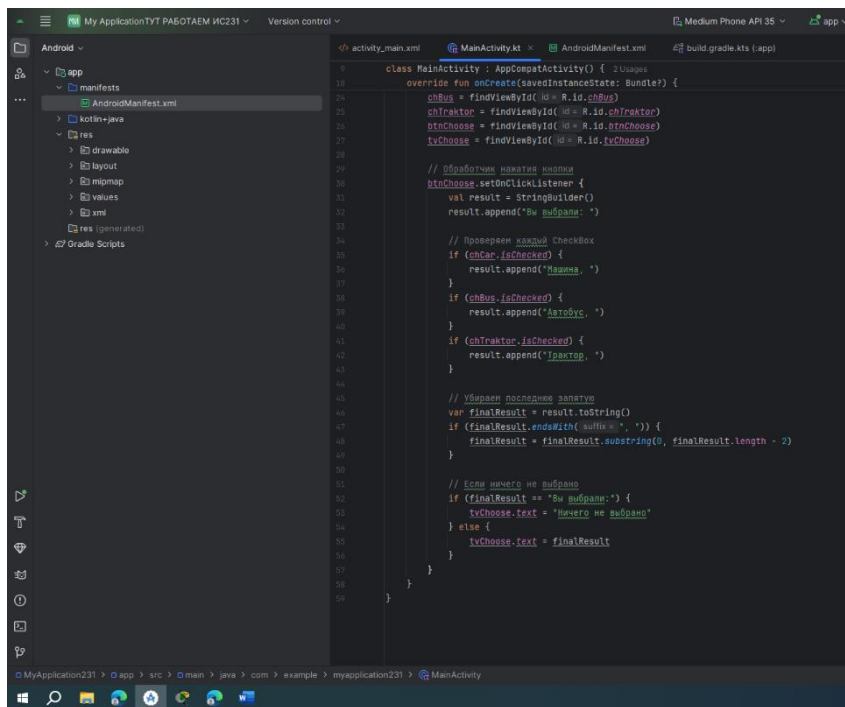 My ApplicationТУТ РАБОТАЕМ ИС231
Version control
Medium Phone API 35
app
Android
activity_main.xml
MainActivity.kt
AndroidManifest.xml
build.gradle.kts (:app)
app
manifests
AndroidManifest.xml
kotlin+java
res
drawable
layout
mipmap
values
xml
res (generated)
Gradle Scripts
9 class MainActivity : AppCompatActivity() { 2 Usages
18 override fun onCreate(savedInstanceState: Bundle?) {
24 chBus = findViewById( id = R.id.chBus)
25 chTraktor = findViewById( id = R.id.chTraktor)
26 btnChoose = findViewById( id = R.id.btnChoose)
27 tvChoose = findViewById( id = R.id.tvChoose)
28
29 // Обработчик нажатия кнопки
30 btnChoose.setOnClickListener {
31 val result = StringBuilder()
32 result.append("Вы выбрали: ")
33
34 // Проверяем каждый CheckBox
35 if (chCar.isChecked) {
36 result.append("Машина, ")
37 }
38 if (chBus.isChecked) {
39 result.append("Автобус, ")
40 }
41 if (chTraktor.isChecked) {
42 result.append("Трактор, ")
43 }
44
45 // Убираем последнюю запятую
46 var finalResult = result.toString()
47 if (finalResult.endsWith( suffix = ", ")) {
48 finalResult = finalResult.substring(0, finalResult.length - 2)
49 }
50
51 // Если ничего не выбрано
52 if (finalResult == "Вы выбрали:") {
53 tvChoose.text = "Ничего не выбрано"
54 } else {
55 tvChoose.text = finalResult
56 }
57 }
58 }
59 }
MyApplication231 > app > src > main > java > com > example > myapplication231 > MainActivity